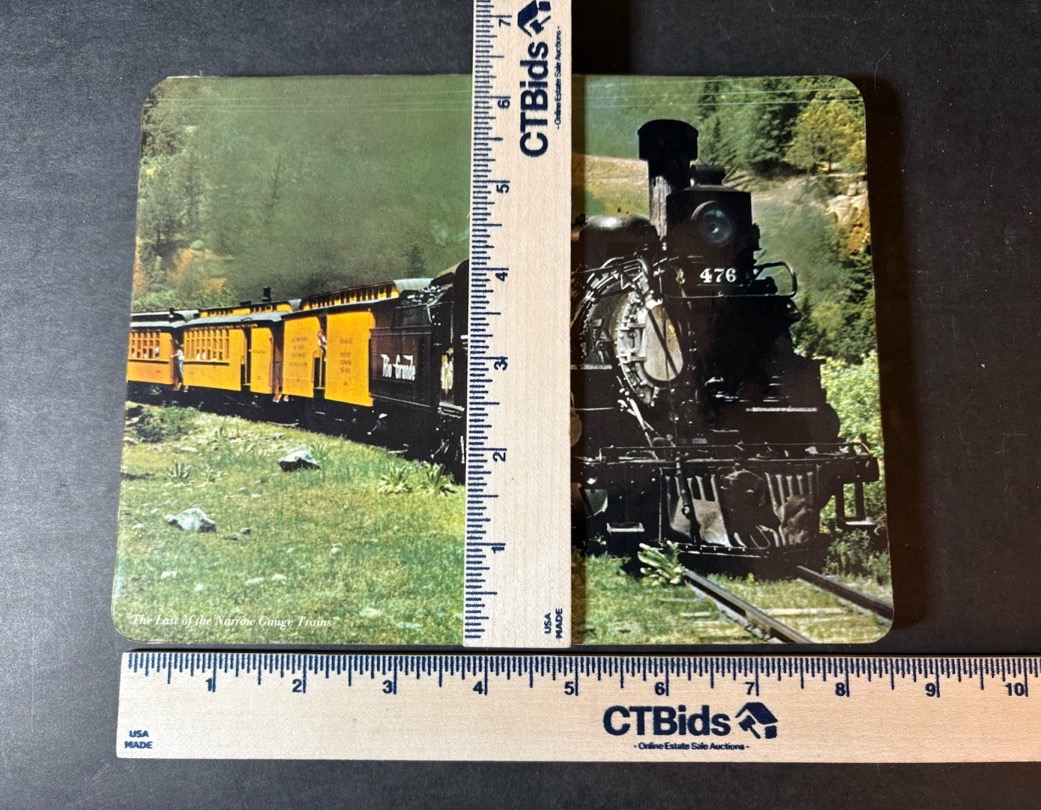 7
6
5
4
3
2
1
CTBids
- Online Estate Sale Auctions -
USA
MADE
476
Rio Grande
"The Last of the Narrow Gauge Trains"
1 2 3 4 5 6 7 8 9 10
USA
MADE
CTBids
- Online Estate Sale Auctions -